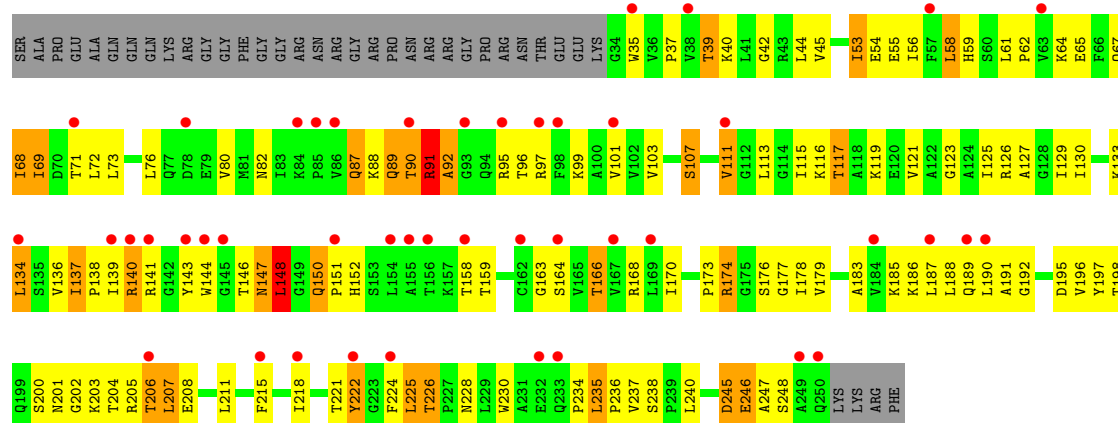 SER ALA PRO GLU ALA GLN GLN GLN LYS ARG GLY GLY PHE GLY GLY ARG ASN ARG GLY ARG PRO ASN ARG ARG GLY PRO ARG ASN THR GLU GLU LYS G34 W35 V36 P37 V38 T39 K40 L41 G42 R43 L44 V45 I53 E54 E55 I56 F57 L58 H59 S60 L61 P62 V63 K64 E65 F66 Q67
I68 I69 D70 T71 L72 L73 L76 Q77 D78 E79 V80 M81 N82 I83 K84 P85 V86 Q87 K88 Q89 T90 R91 A92 G93 Q94 R95 T96 R97 F98 K99 A100 V101 V102 V103 S107 V111 G112 L113 G114 I115 K116 T117 A118 K119 E120 V121 A122 G123 A124 I125 R126 A127 G128 I129 I130 K133
L134 S135 V136 I137 P138 I139 R140 R141 G142 Y143 W144 G145 T146 N147 L148 G149 Q150 P151 H152 S153 L154 A155 T156 K157 T158 T159 C162 G163 S164 V165 T166 V167 R168 L169 I170 P173 R174 G175 S176 G177 I178 V179 A183 V184 K185 K186 L187 L188 Q189 L190 A191 G192 D195 V196 Y197 T198
Q199 S200 N201 G202 K203 T204 R205 T206 L207 E208 L211 F215 I218 T221 Y222 G223 F224 L225 T226 P227 N228 L229 W230 A231 E232 Q233 P234 L235 P236 V237 S238 P239 L240 D245 E246 A247 S248 A249 Q250 LYS LYS ARG PHE